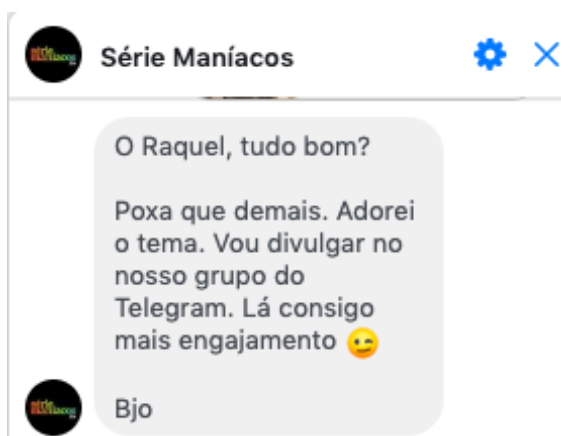 Série Maníacos
O Raquel, tudo bom?
Poxa que demais. Adorei
o tema. Vou divulgar no
nosso grupo do
Telegram. Lá consigo
mais engajamento 😉
Bjo